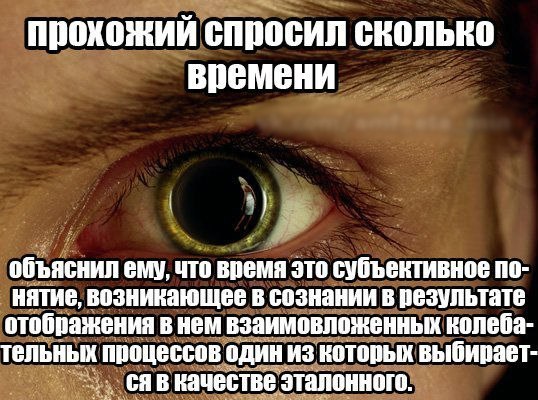 прохожий спросил сколько
времени
объяснил ему, что время это субъективное по-
нятие, возникающее в сознании в результате
отображения в нем взаимовложенных колеба-
тельных процессов один из которых выбирает-
ся в качестве эталонного.